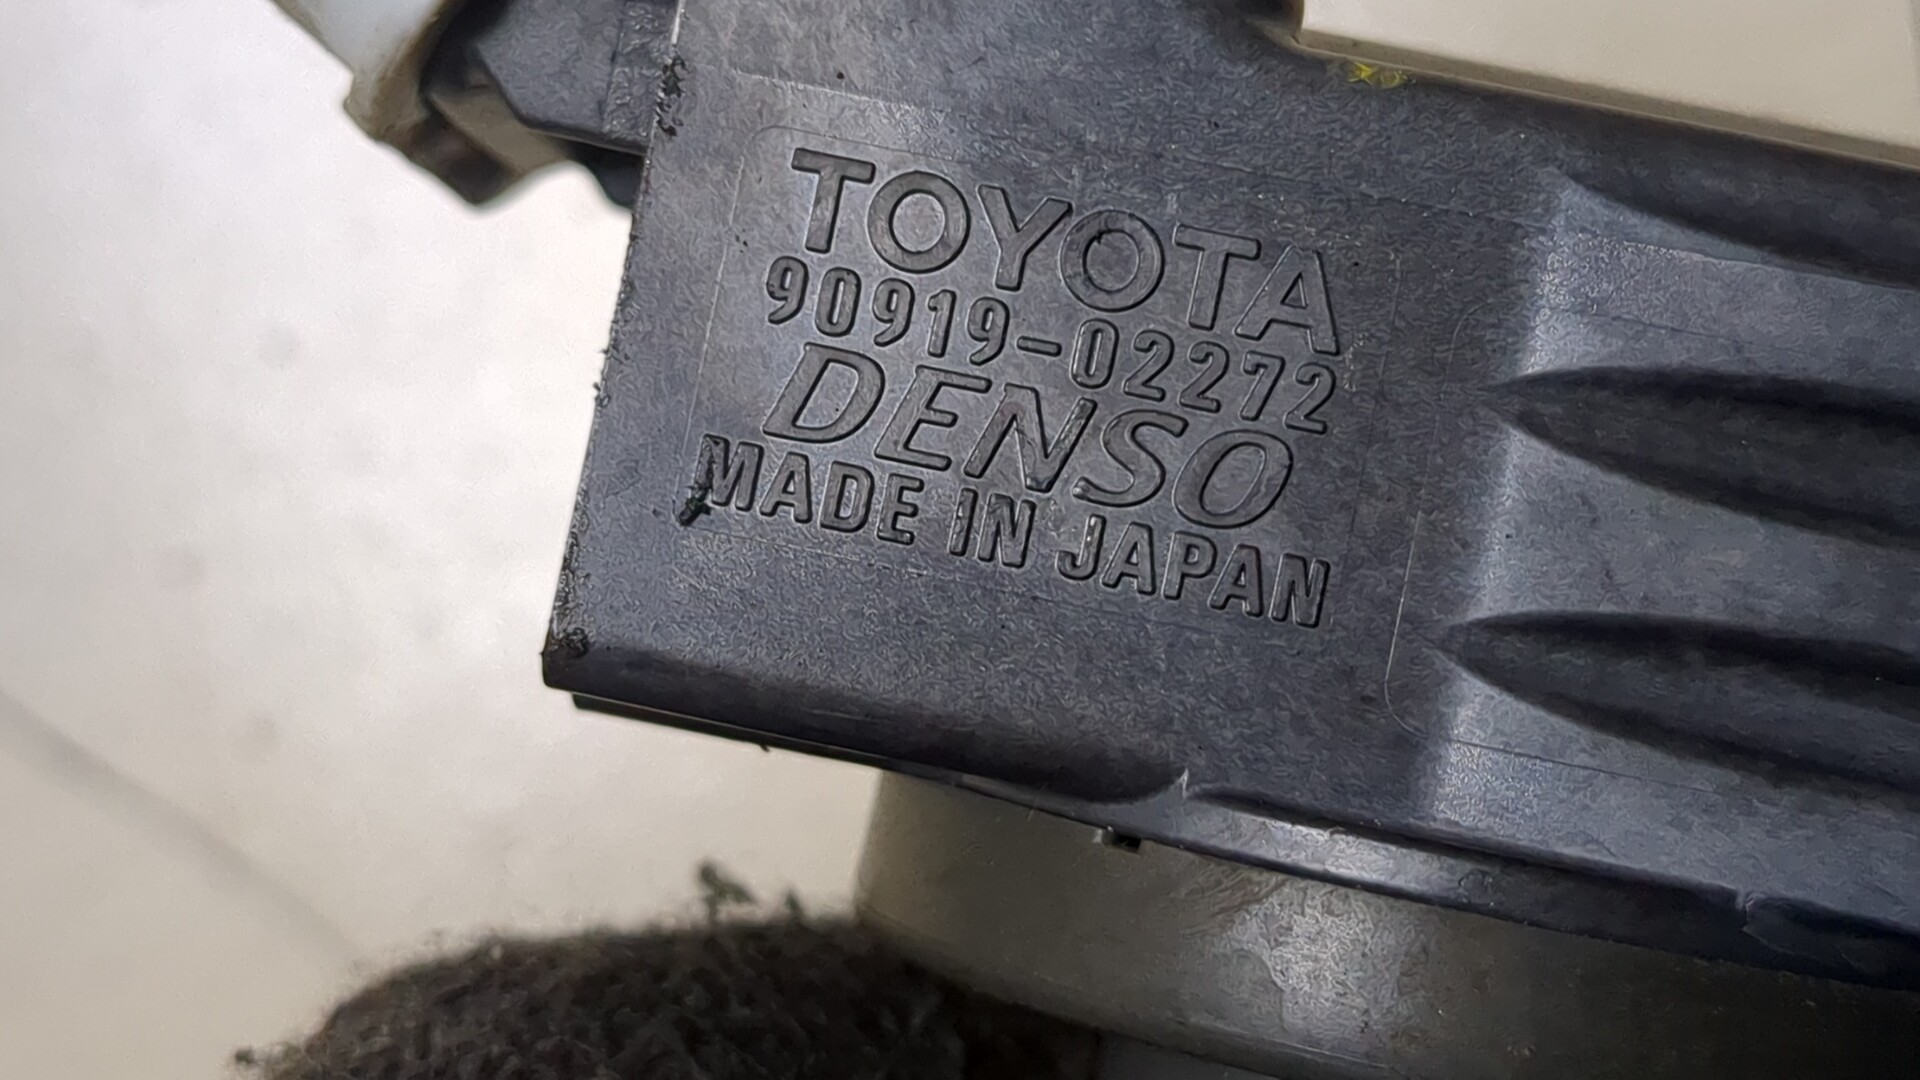 TOYOTA
90919-02272
DENSO
MADE IN JAPAN